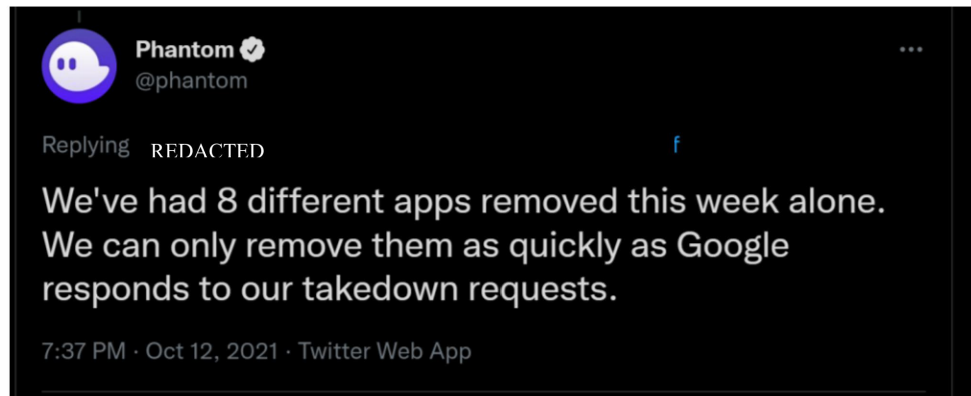 Phantom
@phantom
Replying REDACTED f
We've had 8 different apps removed this week alone.
We can only remove them as quickly as Google
responds to our takedown requests.
7:37 PM · Oct 12, 2021 · Twitter Web App